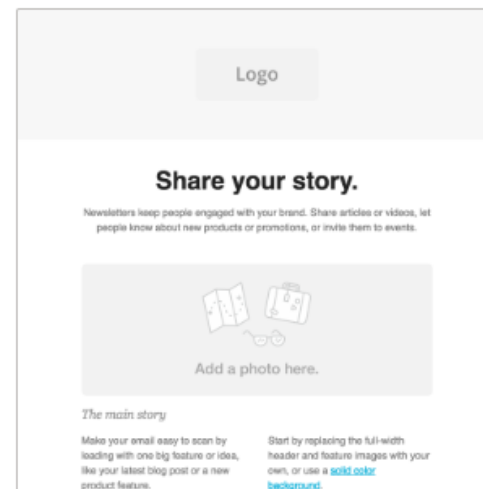 Logo
Share your story.
Newsletters keep people engaged with your brand. Share articles or videos, let
people know about new products or promotions, or invite them to events.
Add a photo here.
The main story
Make your email easy to scan by
leading with one big feature or idea,
like your latest blog post or a new
product feature.
Start by replacing the full-width
header and feature images with your
own, or use a solid color
background.